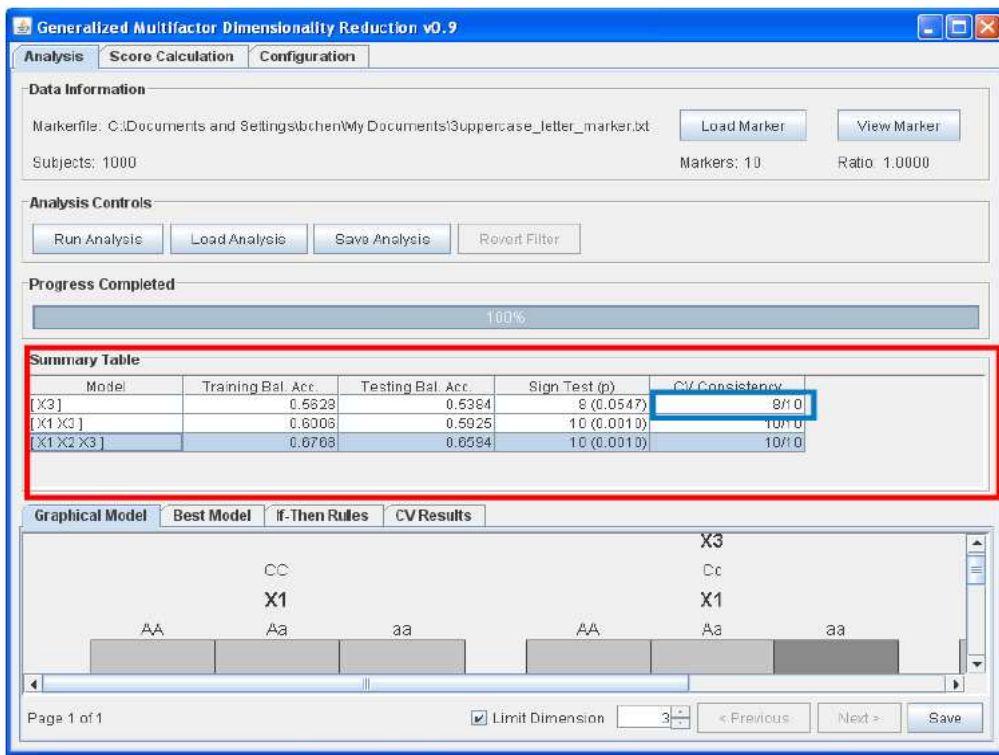 Generalized Multifactor Dimensionality Reduction v0.9
Analysis Score Calculation Configuration
Data Information
Markerfile: C:\Documents and Settings\bchen\My Documents\3uppercase_letter_marker.txt Load Marker View Marker
Subjects: 1000 Markers: 10 Ratio: 1.0000
Analysis Controls
Run Analysis Load Analysis Save Analysis Revert Filter
Progress Completed
100%
Summary Table
Model Training Bal. Acc. Testing Bal. Acc. Sign Test (p) CV Consistency
[ X3 ] 0.5628 0.5384 8 (0.0547) 8/10
[ X1 X3 ] 0.6006 0.5925 10 (0.0010) 10/10
[ X1 X2 X3 ] 0.6768 0.6594 10 (0.0010) 10/10
Graphical Model Best Model If-Then Rules CV Results
X3
CC Cc
X1 X1
AA Aa aa AA Aa aa
Page 1 of 1 Limit Dimension 3 < Previous Next > Save